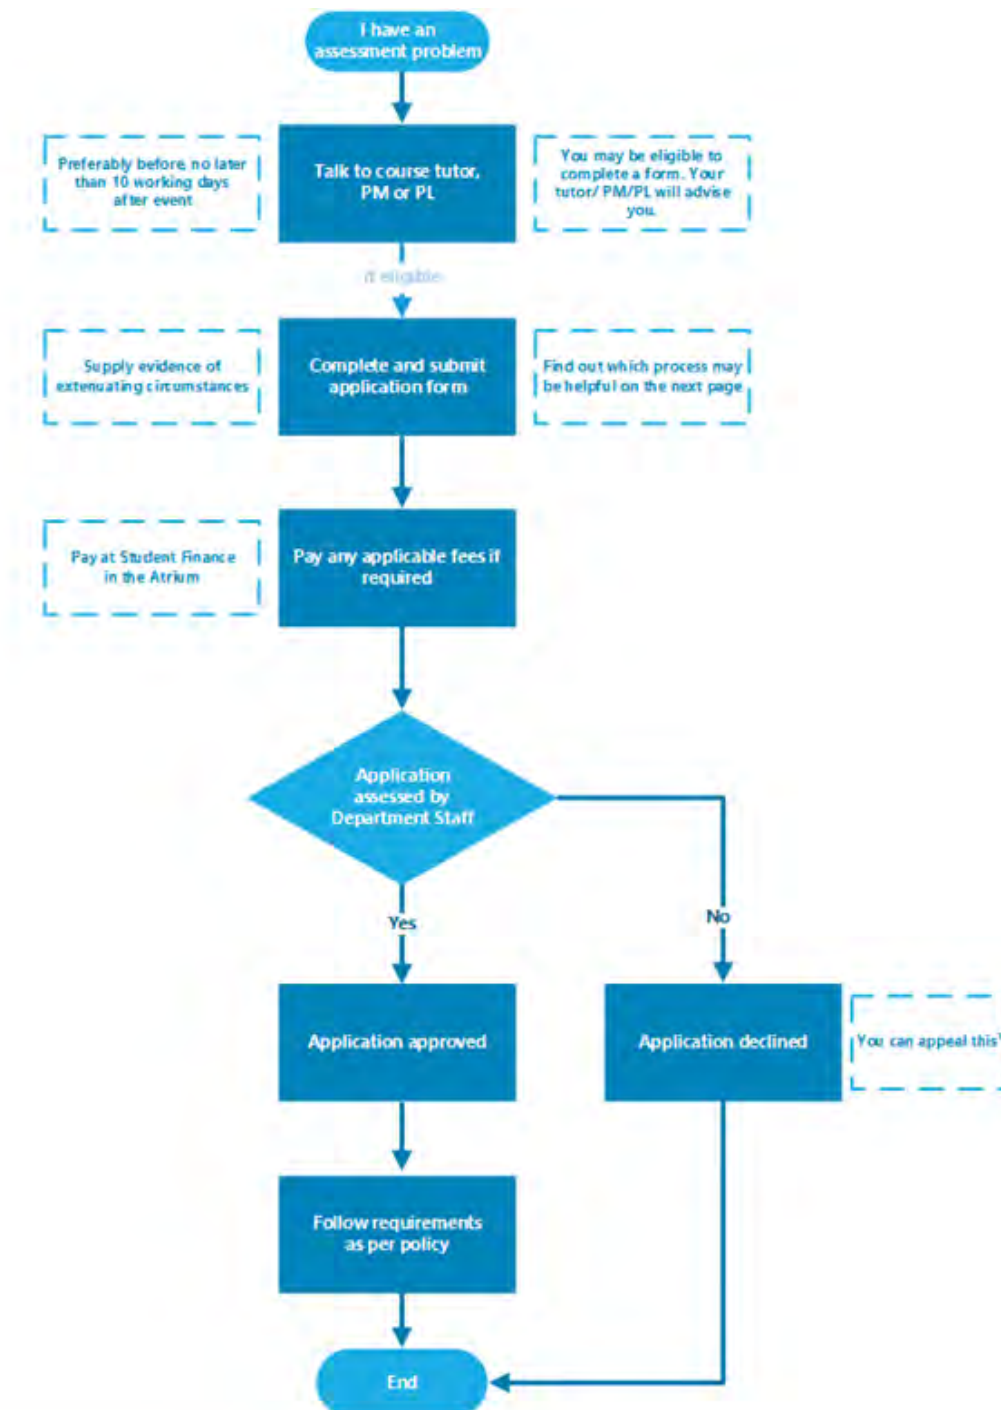 I have an
assessment problem
Preferably before, no later
than 10 working days
after event
Talk to course tutor,
PM or PL
You may be eligible to
complete a form. Your
tutor/ PM/PL will advise
you.
if eligible
Supply evidence of
extenuating circumstances
Complete and submit
application form
Find out which process may
be helpful on the next page
Pay at Student Finance
in the Atrium
Pay any applicable fees if
required
Application
assessed by
Department Staff
Yes
No
Application approved
Application declined
You can appeal this
Follow requirements
as per policy
End